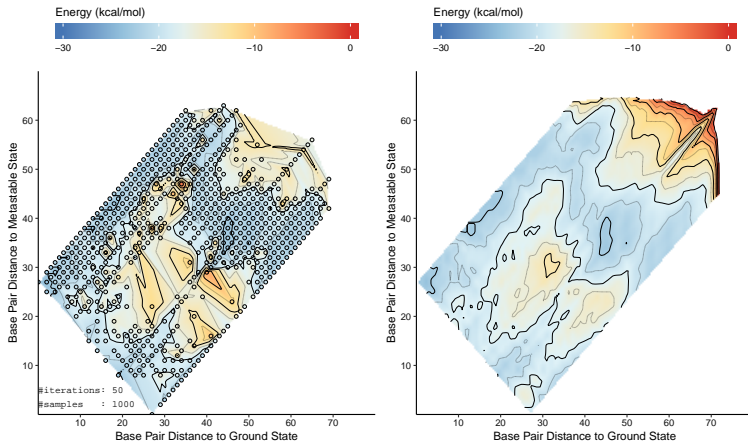 Energy (kcal/mol)
−30 −20 −10 0
Base Pair Distance to Metastable State
60
50
40
30
20
10
#iterations: 50
#samples : 1000
10 20 30 40 50 60 70
Base Pair Distance to Ground State
Energy (kcal/mol)
−30 −20 −10 0
Base Pair Distance to Metastable State
60
50
40
30
20
10
10 20 30 40 50 60 70
Base Pair Distance to Ground State